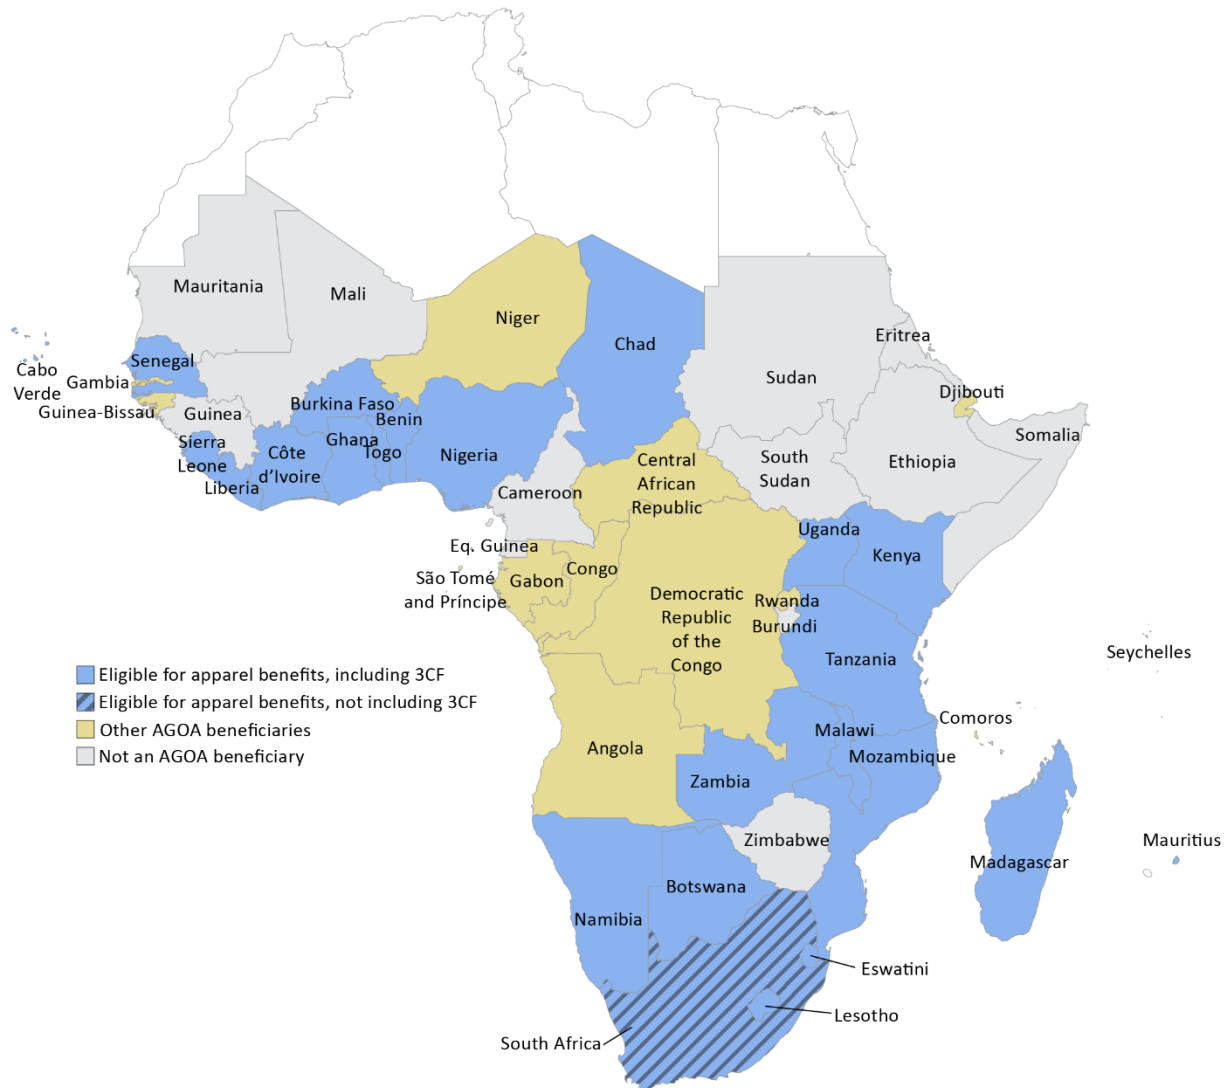 Mauritania
Mali
Niger
Chad
Sudan
Eritrea
Cabo
Verde
Senegal
Gambia
Guinea-Bissau
Guinea
Sierra
Leone
Liberia
Côte
d'Ivoire
Burkina Faso
Ghana
Togo
Benin
Nigeria
Cameroon
Central
African
Republic
South
Sudan
Ethiopia
Djibouti
Somalia
Eq. Guinea
São Tomé
and Príncipe
Gabon
Congo
Democratic
Republic
of the
Congo
Uganda
Kenya
Rwanda
Burundi
Tanzania
Seychelles
Comoros
Eligible for apparel benefits, including 3CF
Eligible for apparel benefits, not including 3CF
Other AGOA beneficiaries
Not an AGOA beneficiary
Angola
Zambia
Malawi
Mozambique
Zimbabwe
Madagascar
Mauritius
Namibia
Botswana
Eswatini
Lesotho
South Africa